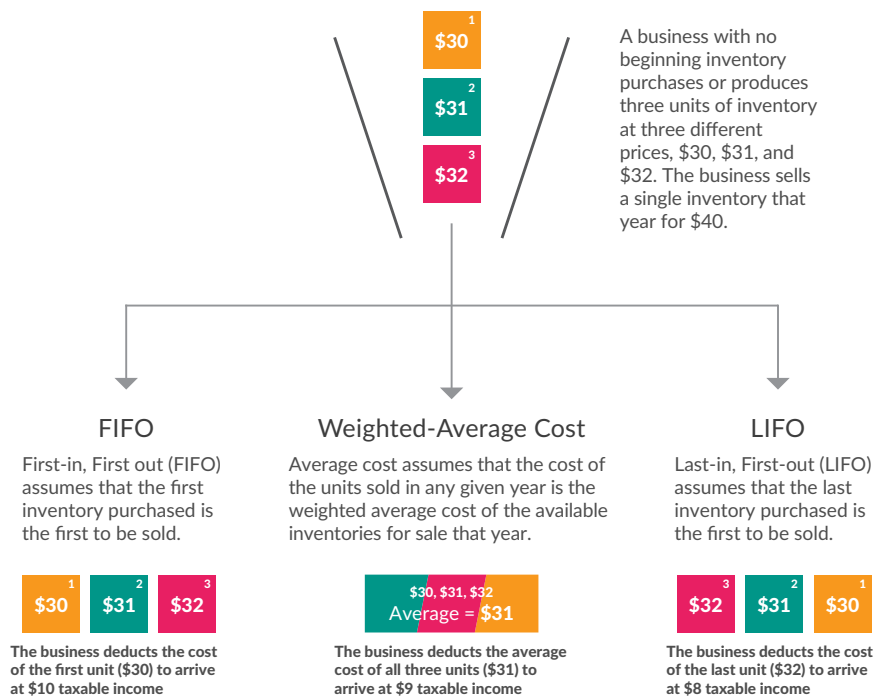 1
$30
2
$31
3
$32
A business with no
beginning inventory
purchases or produces
three units of inventory
at three different
prices, $30, $31, and
$32. The business sells
a single inventory that
year for $40.
FIFO
First-in, First out (FIFO)
assumes that the first
inventory purchased is
the first to be sold.
1
$30
2
$31
3
$32
The business deducts the cost
of the first unit ($30) to arrive
at $10 taxable income
Weighted-Average Cost
Average cost assumes that the cost of
the units sold in any given year is the
weighted average cost of the available
inventories for sale that year.
$30, $31, $32
Average = $31
The business deducts the average
cost of all three units ($31) to
arrive at $9 taxable income
LIFO
Last-in, First-out (LIFO)
assumes that the last
inventory purchased is
the first to be sold.
3
$32
2
$31
1
$30
The business deducts the cost
of the last unit ($32) to arrive
at $8 taxable income